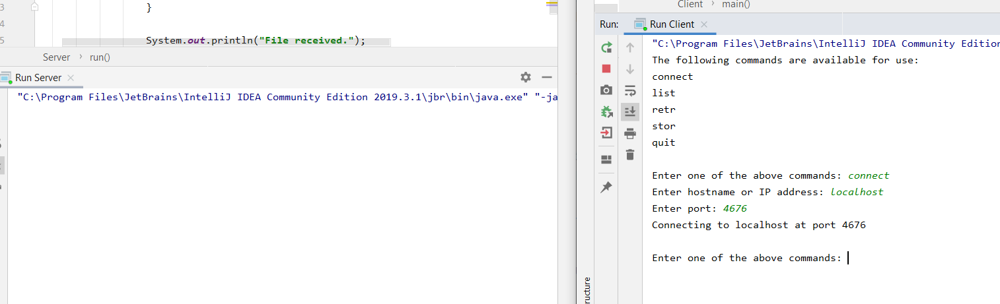 3
}
4
5
System.out.println("File received.");
Server › run()
Run Server
"C:\Program Files\JetBrains\IntelliJ IDEA Community Edition 2019.3.1\jbr\bin\java.exe" "-ja
Client › main()
Run: Run Client
"C:\Program Files\JetBrains\IntelliJ IDEA Community Edition
The following commands are available for use:
connect
list
retr
stor
quit
Enter one of the above commands: connect
Enter hostname or IP address: localhost
Enter port: 4676
Connecting to localhost at port 4676
Enter one of the above commands:
ructure